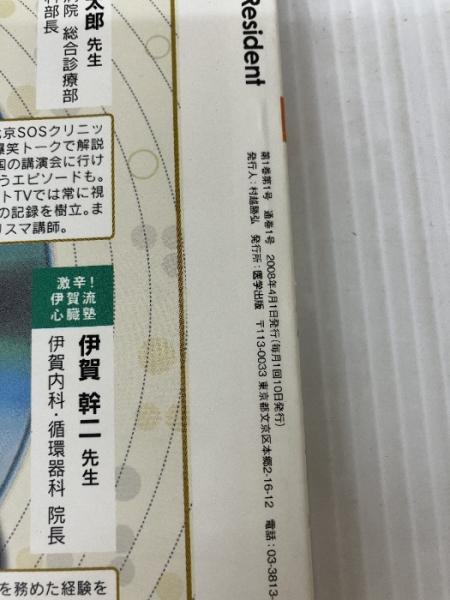 Resident
第1巻第1号 通巻1号 2008年4月1日発行(毎月1回10日発行)
発行人:村越勝弘 発行所:医学出版 〒113-0033 東京都文京区本郷2-16-12 電話:03-3813-
太郎 先生
病院 総合診療部
部長
京SOSクリニッ
爆笑トークで解説
国の講演会に行け
うエピソードも。
トTVでは常に視
の記録を樹立。ま
リスマ講師。
激辛!
伊賀流
心臓塾
伊賀 幹二 先生
伊賀内科・循環器科 院長
を務めた経験を